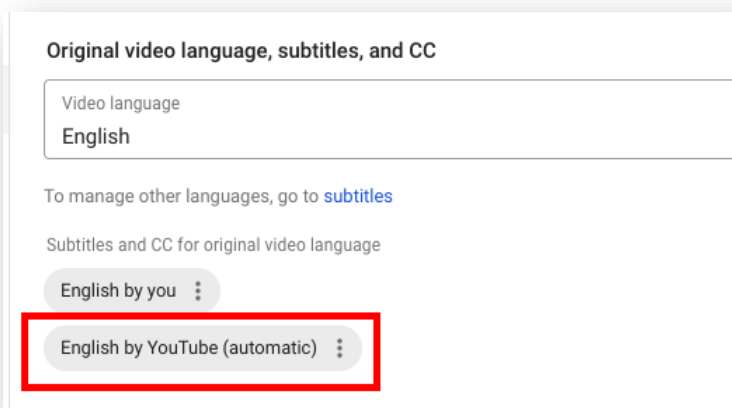 Original video language, subtitles, and CC
Video language
English
To manage other languages, go to subtitles
Subtitles and CC for original video language
English by you
English by YouTube (automatic)